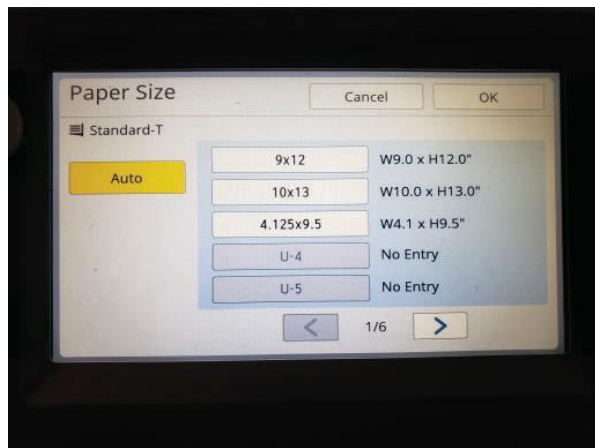 Paper Size
Cancel
OK
Standard-T
Auto
9x12 W9.0 x H12.0"
10x13 W10.0 x H13.0"
4.125x9.5 W4.1 x H9.5"
U-4 No Entry
U-5 No Entry
< 1/6 >